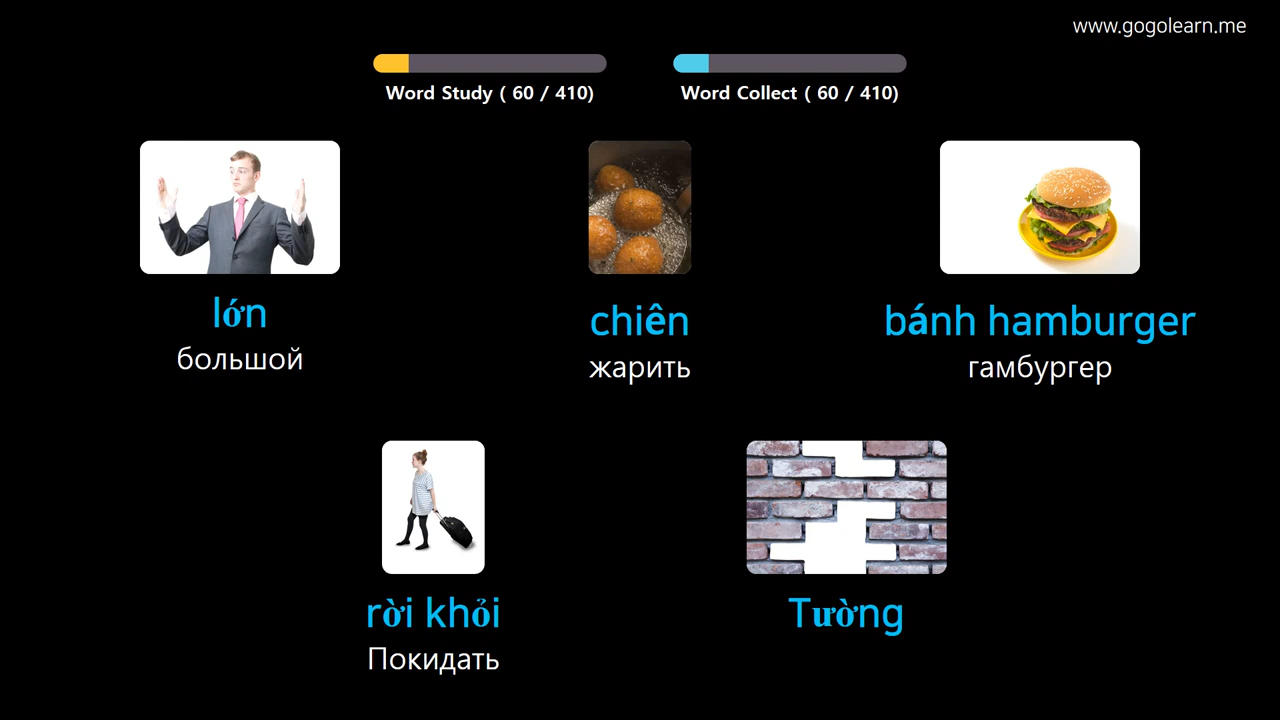 www.gogolearn.me
Word Study ( 60 / 410)
Word Collect ( 60 / 410)
lớn
большой
chiên
жарить
bánh hamburger
гамбургер
rời khỏi
Покидать
Tường